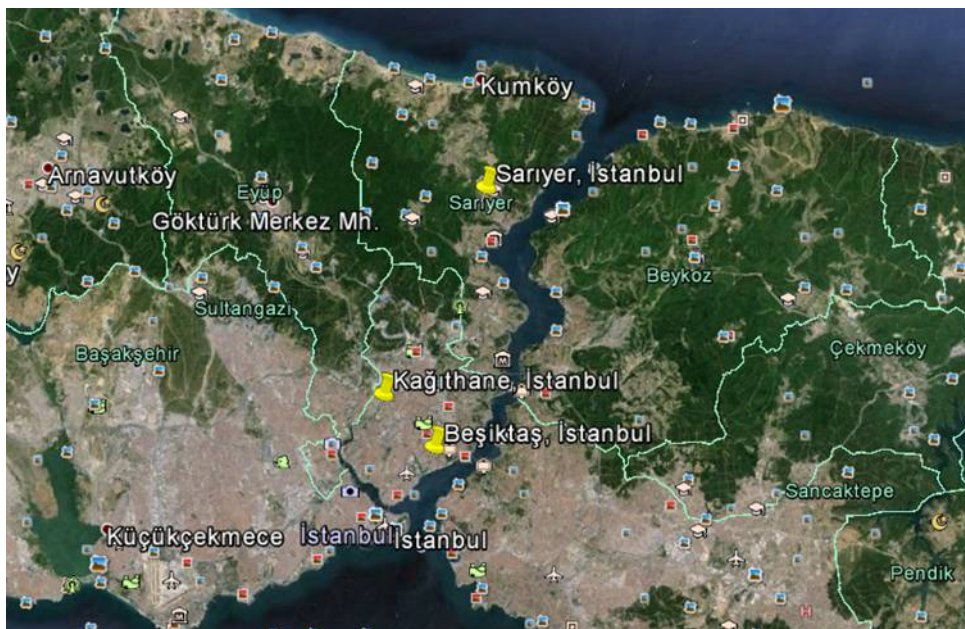 Kumköy
Sarıyer, İstanbul
Arnavutköy
Eyüp
Sarıyer
Göktürk Merkez Mh.
y
Beykoz
Sultangazi
Başakşehir
Çekmeköy
Kağıthane, İstanbul
Beşiktaş, İstanbul
Sancaktepe
Küçükçekmece
İstanbul
İstanbul
Pendik